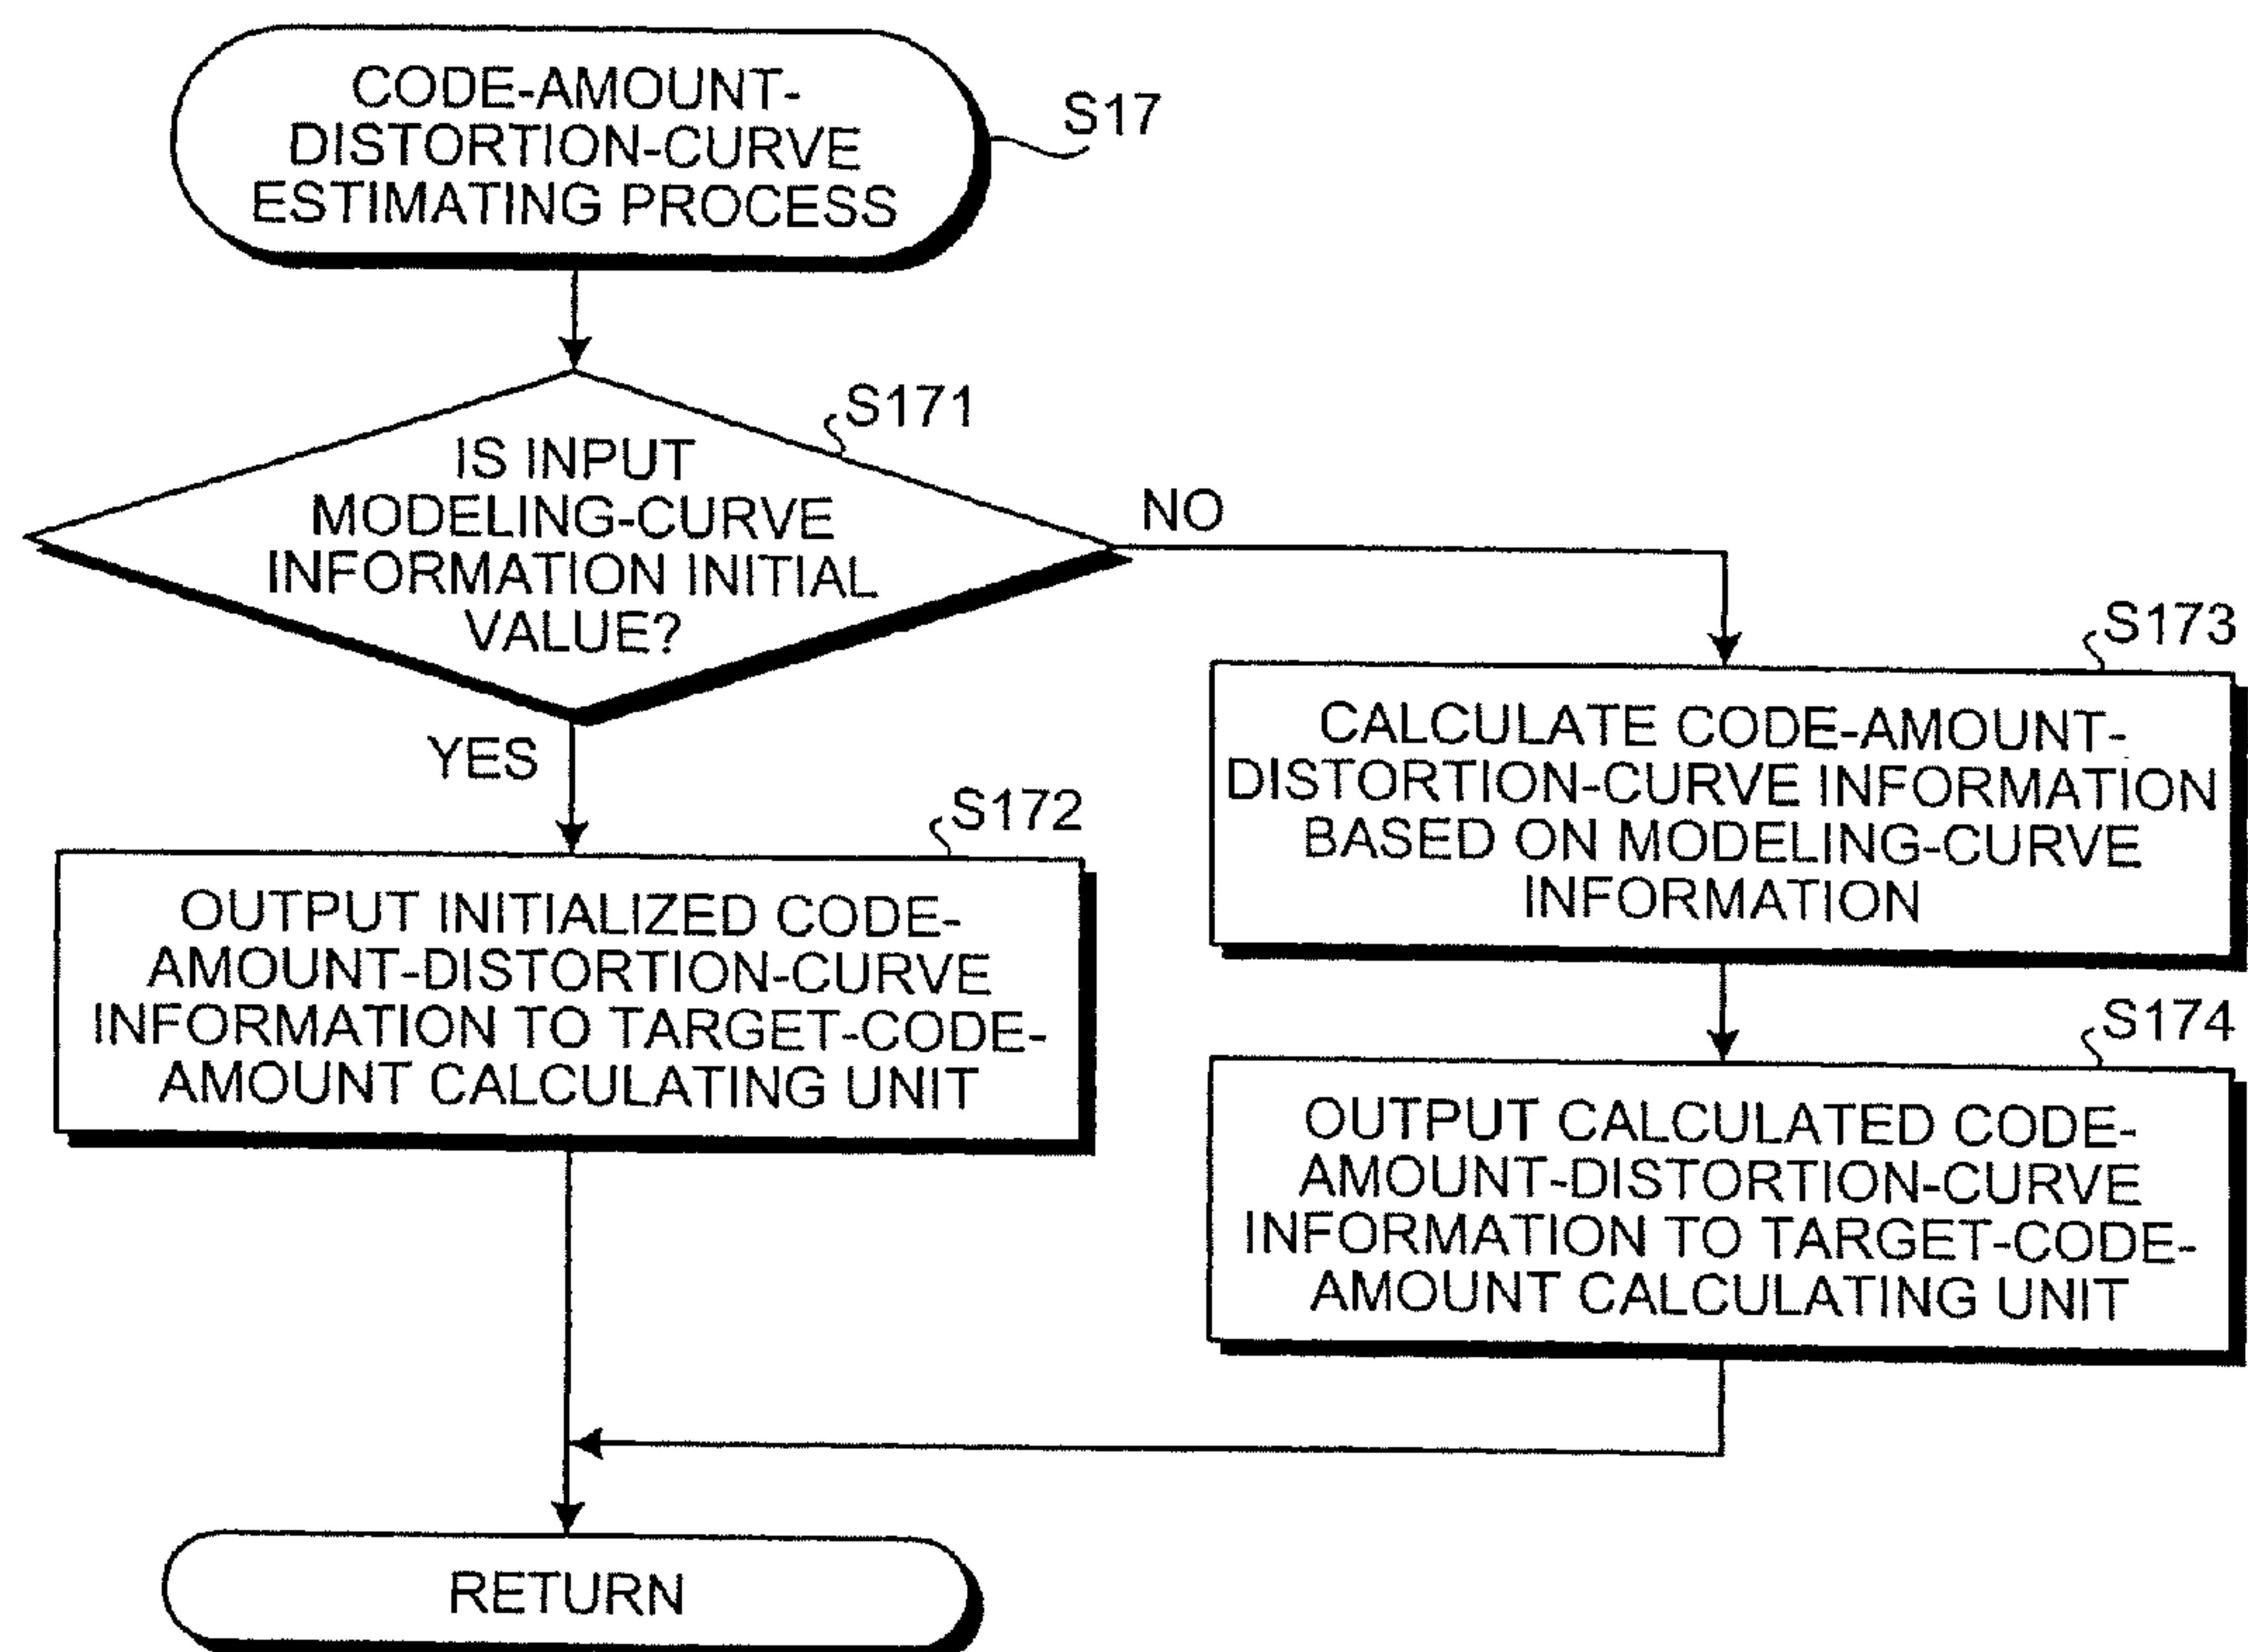 CODE-AMOUNT-
DISTORTION-CURVE
ESTIMATING PROCESS
S17
S171
IS INPUT
MODELING-CURVE
INFORMATION INITIAL
VALUE?
NO
YES
S172
OUTPUT INITIALIZED CODE-
AMOUNT-DISTORTION-CURVE
INFORMATION TO TARGET-CODE-
AMOUNT CALCULATING UNIT
S173
CALCULATE CODE-AMOUNT-
DISTORTION-CURVE INFORMATION
BASED ON MODELING-CURVE
INFORMATION
S174
OUTPUT CALCULATED CODE-
AMOUNT-DISTORTION-CURVE
INFORMATION TO TARGET-CODE-
AMOUNT CALCULATING UNIT
RETURN